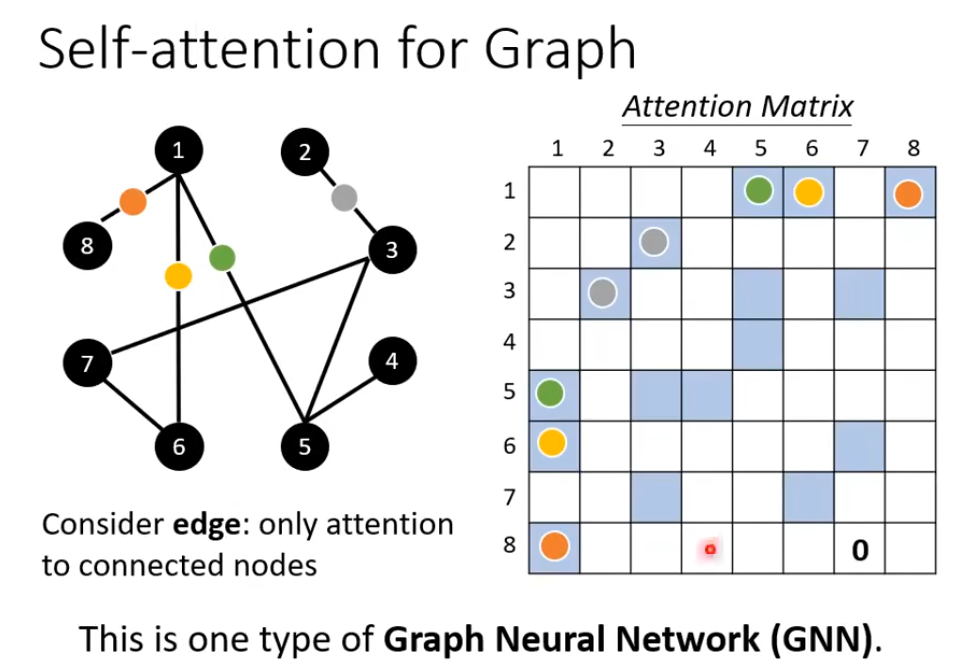 Self-attention for Graph
Attention Matrix
1 2 3 4 5 6 7 8
1
2
3
4
5
6
7
8 0
1
2
8
3
7
4
6
5
Consider edge: only attention
to connected nodes
This is one type of Graph Neural Network (GNN).